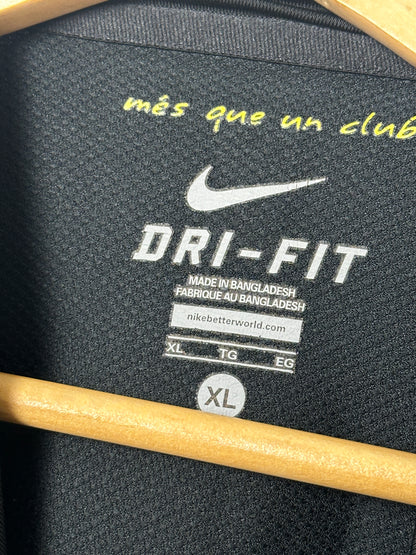 més que un club
DRI-FIT
MADE IN BANGLADESH
FABRIQUE AU BANGLADESH
nikebetterworld.com
XL TG EG
XL